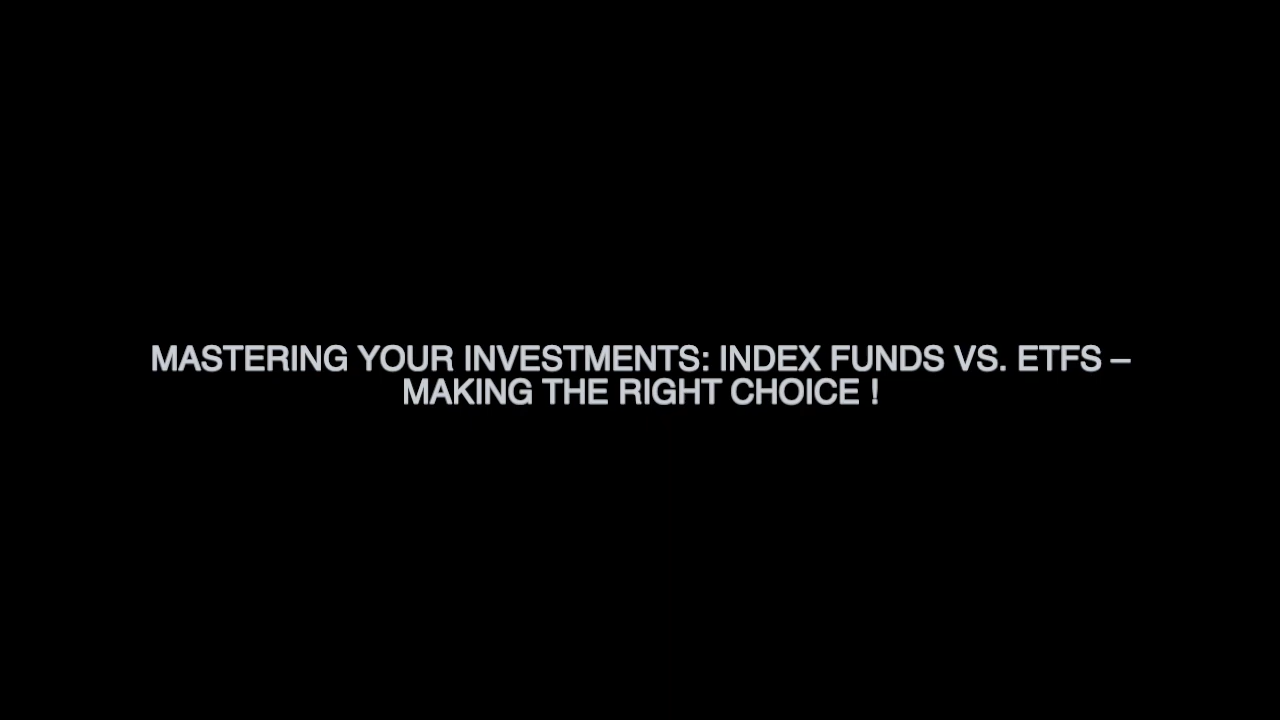 MASTERING YOUR INVESTMENTS: INDEX FUNDS VS. ETFS –
MAKING THE RIGHT CHOICE !